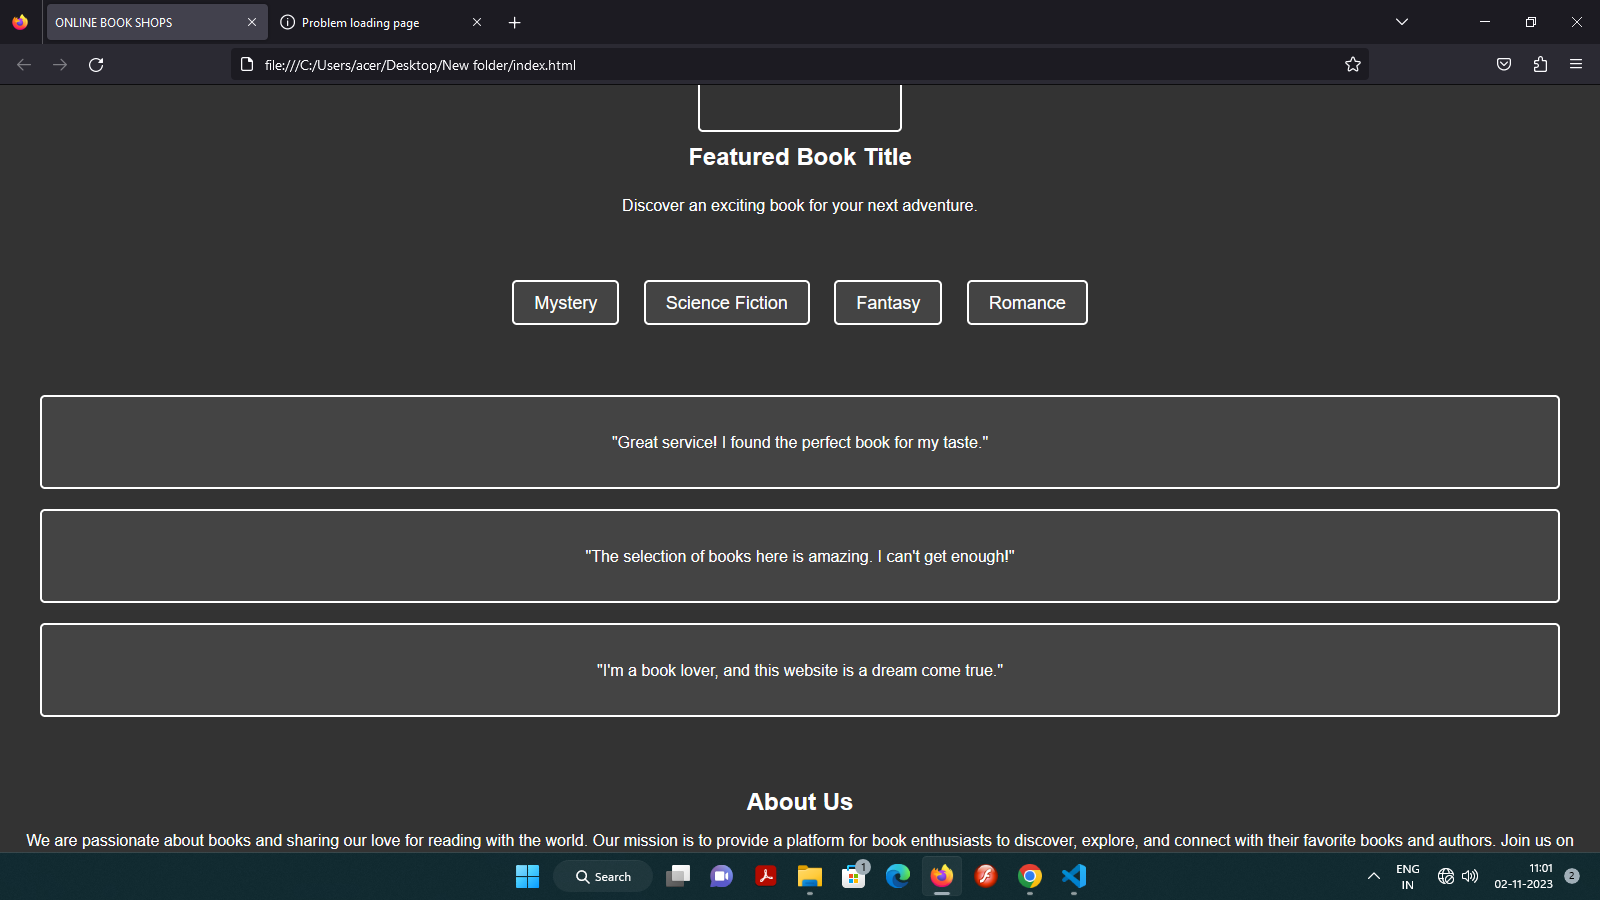 ONLINE BOOK SHOPS
Problem loading page
file:///C:/Users/acer/Desktop/New folder/index.html
Featured Book Title
Discover an exciting book for your next adventure.
Mystery
Science Fiction
Fantasy
Romance
"Great service! I found the perfect book for my taste."
"The selection of books here is amazing. I can't get enough!"
"I'm a book lover, and this website is a dream come true."
About Us
We are passionate about books and sharing our love for reading with the world. Our mission is to provide a platform for book enthusiasts to discover, explore, and connect with their favorite books and authors. Join us on
Search
1
ENG
IN
11:01
02-11-2023
2